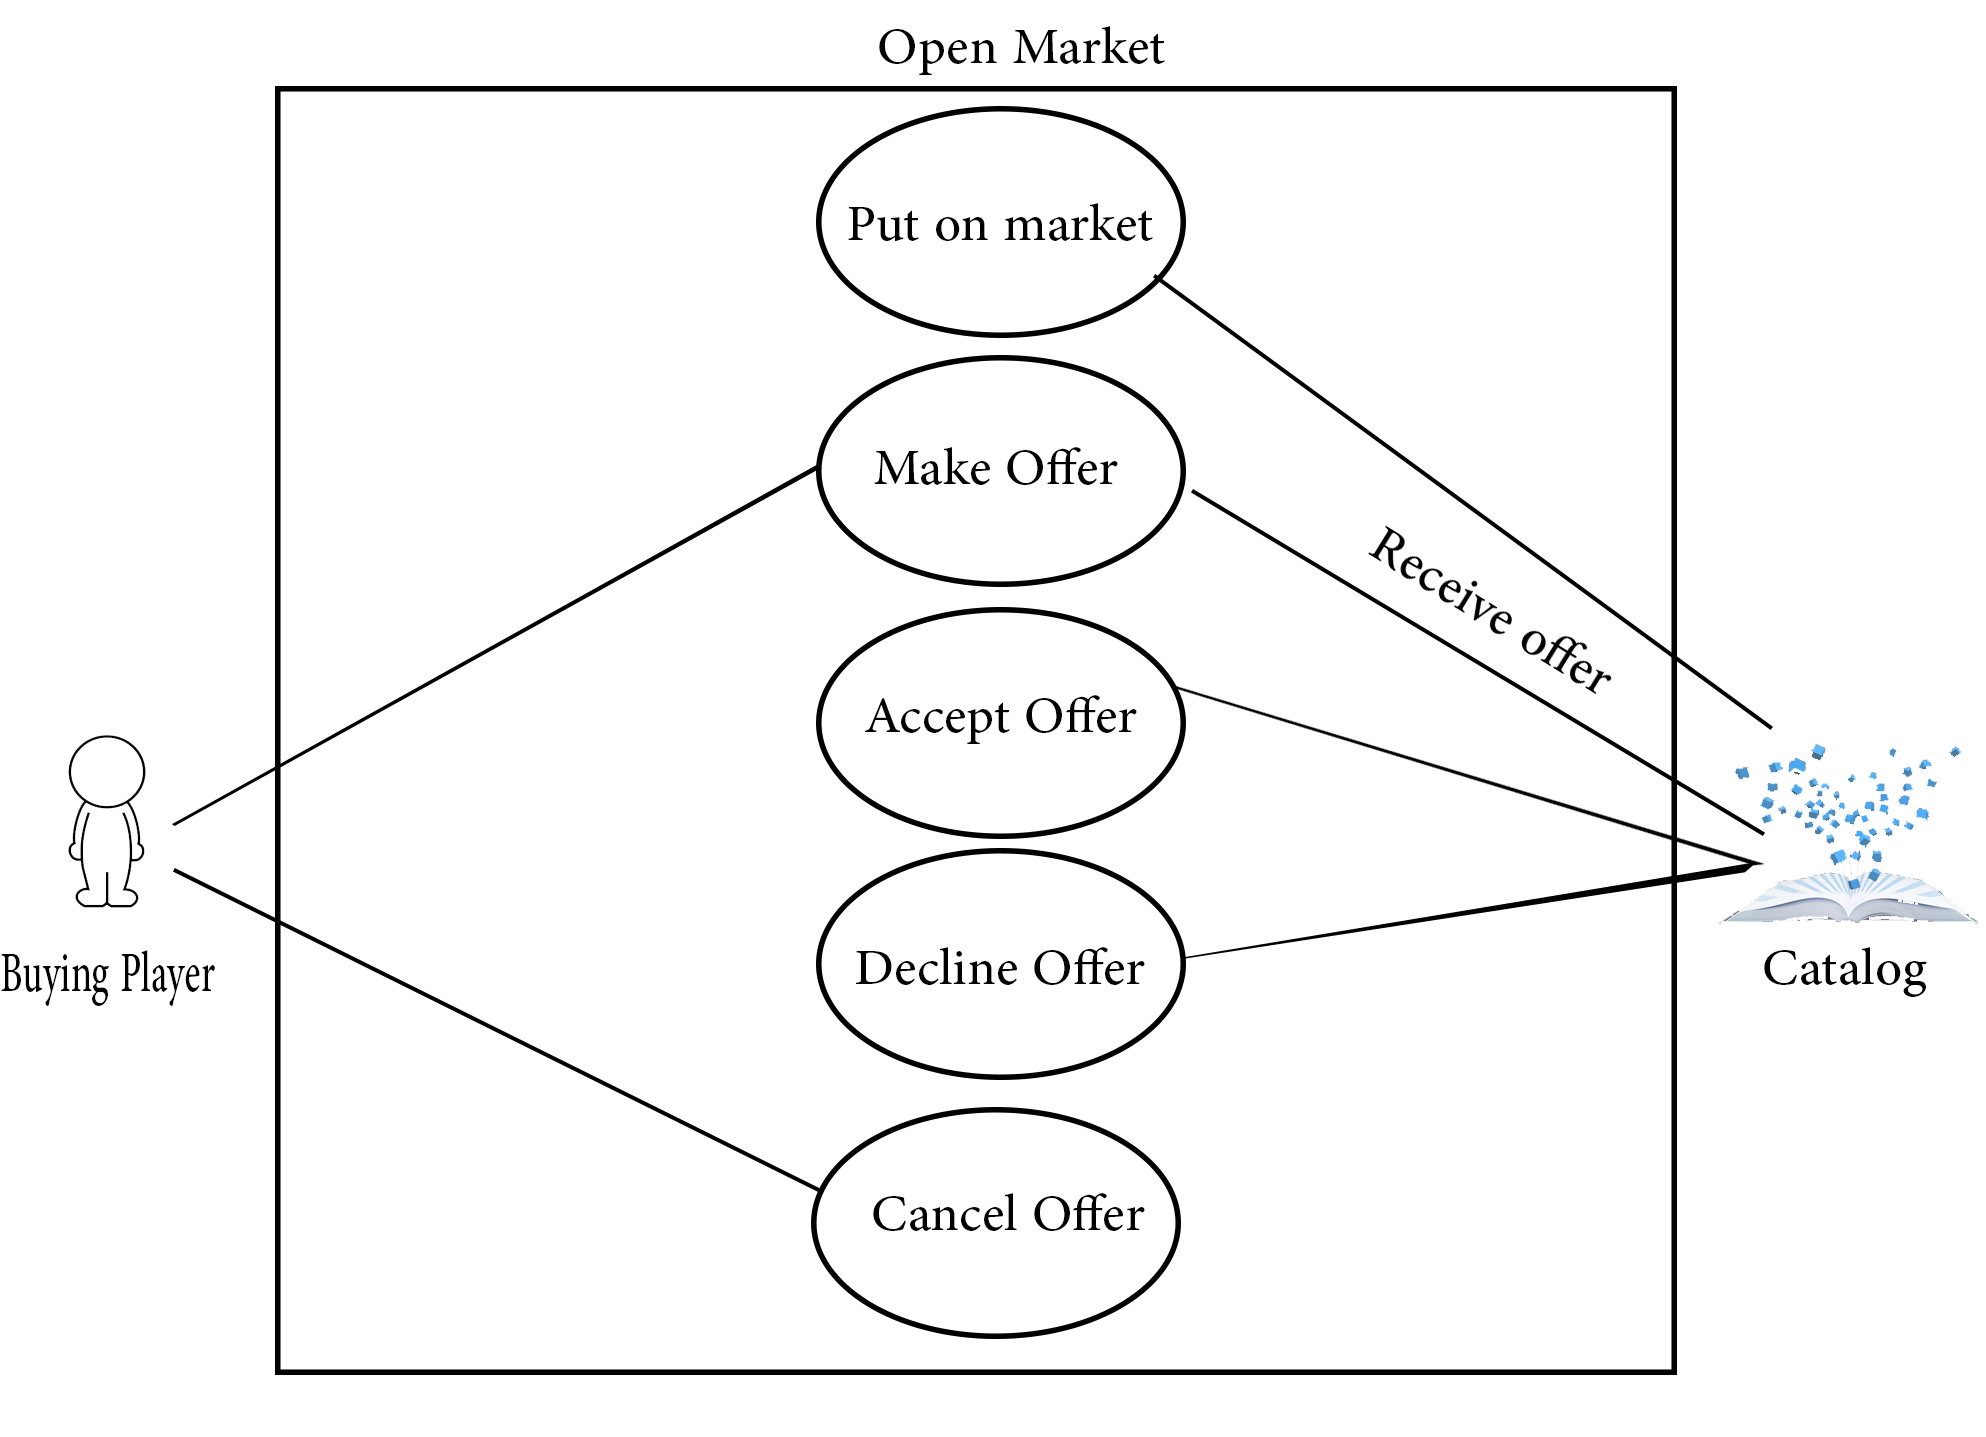 Open Market
Put on market
Make Offer
Receive offer
Accept Offer
Decline Offer
Buying Player
Catalog
Cancel Offer